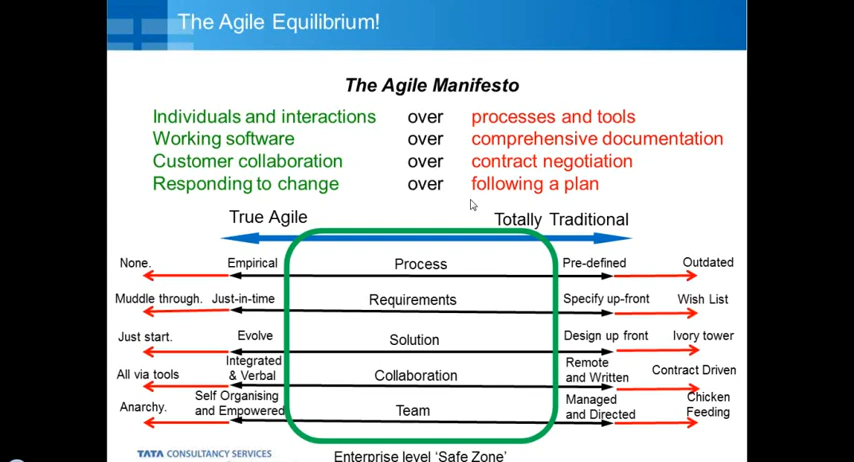 The Agile Equilibrium!
The Agile Manifesto
Individuals and interactions over processes and tools
Working software over comprehensive documentation
Customer collaboration over contract negotiation
Responding to change over following a plan
True Agile Totally Traditional
None. Empirical Process Pre-defined Outdated
Muddle through. Just-in-time Requirements Specify up-front Wish List
Just start. Evolve Solution Design up front Ivory tower
All via tools Integrated & Verbal Collaboration Remote and Written Contract Driven
Anarchy. Self Organising and Empowered Team Managed and Directed Chicken Feeding
TATA CONSULTANCY SERVICES
Enterprise level 'Safe Zone'